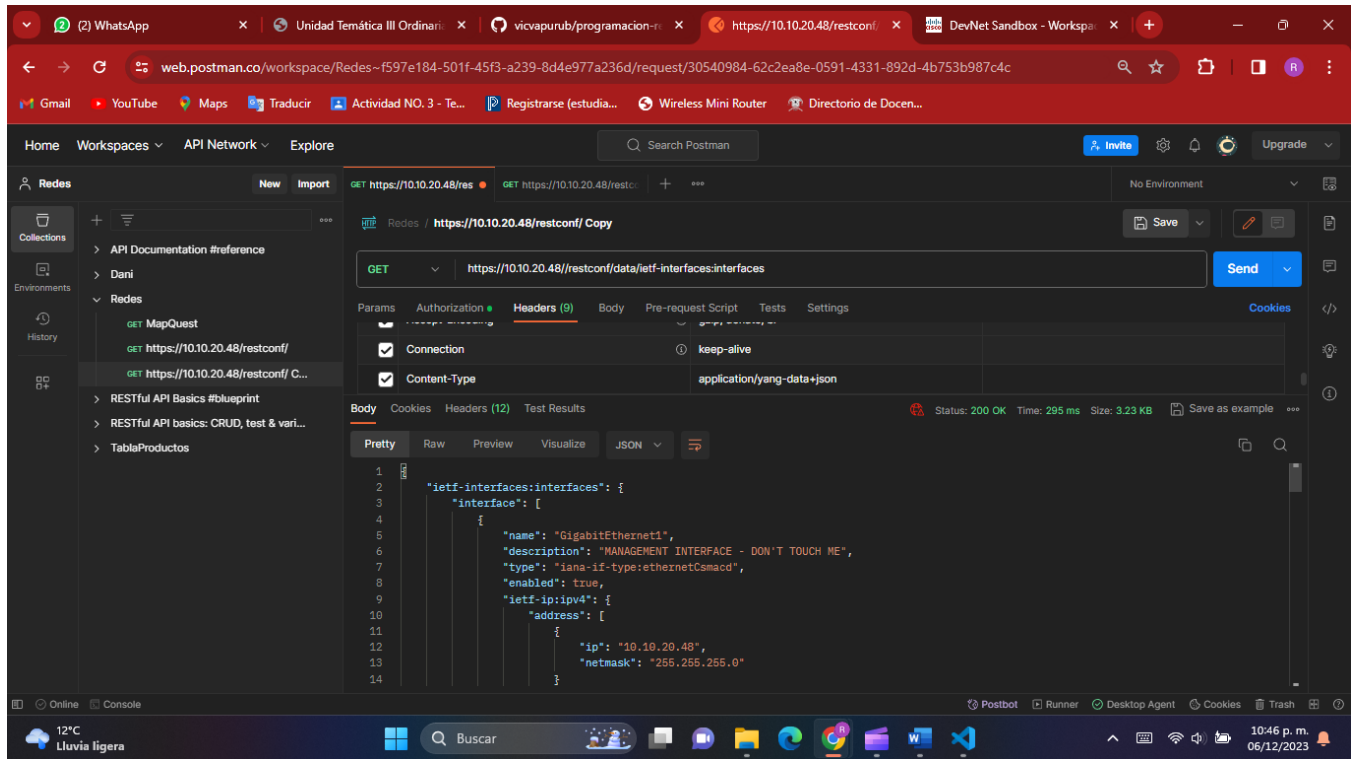 (2) WhatsApp
Unidad Temática III Ordinari
vicvapurub/programacion-r
https://10.10.20.48/restconf/
DevNet Sandbox - Workspa
web.postman.co/workspace/Redes~f597e184-501f-45f3-a239-8d4e977a236d/request/30540984-62c2ea8e-0591-4331-892d-4b753b987c4c
Gmail YouTube Maps Traducir Actividad NO. 3 - Te... Registrarse (estudia... Wireless Mini Router Directorio de Docen...
Home Workspaces API Network Explore Search Postman Invite Upgrade
Redes New Import GET https://10.10.20.48/res GET https://10.10.20.48/restc No Environment
Collections
Environments
History
API Documentation #reference
Dani
Redes
GET MapQuest
GET https://10.10.20.48/restconf/
GET https://10.10.20.48/restconf/ C...
RESTful API Basics #blueprint
RESTful API basics: CRUD, test & vari...
TablaProductos
HTTP Redes / https://10.10.20.48/restconf/ Copy Save
GET https://10.10.20.48//restconf/data/ietf-interfaces:interfaces Send
Params Authorization Headers (9) Body Pre-request Script Tests Settings Cookies
Connection keep-alive
Content-Type application/yang-data+json
Body Cookies Headers (12) Test Results Status: 200 OK Time: 295 ms Size: 3.23 KB Save as example
Pretty Raw Preview Visualize JSON
1 {
2 "ietf-interfaces:interfaces": {
3 "interface": [
4 {
5 "name": "GigabitEthernet1",
6 "description": "MANAGEMENT INTERFACE - DON'T TOUCH ME",
7 "type": "iana-if-type:ethernetCsmacd",
8 "enabled": true,
9 "ietf-ip:ipv4": {
10 "address": [
11 {
12 "ip": "10.10.20.48",
13 "netmask": "255.255.255.0"
14 }
Online Console Postbot Runner Desktop Agent Cookies Trash
12°C
Lluvia ligera
Buscar
10:46 p. m.
06/12/2023